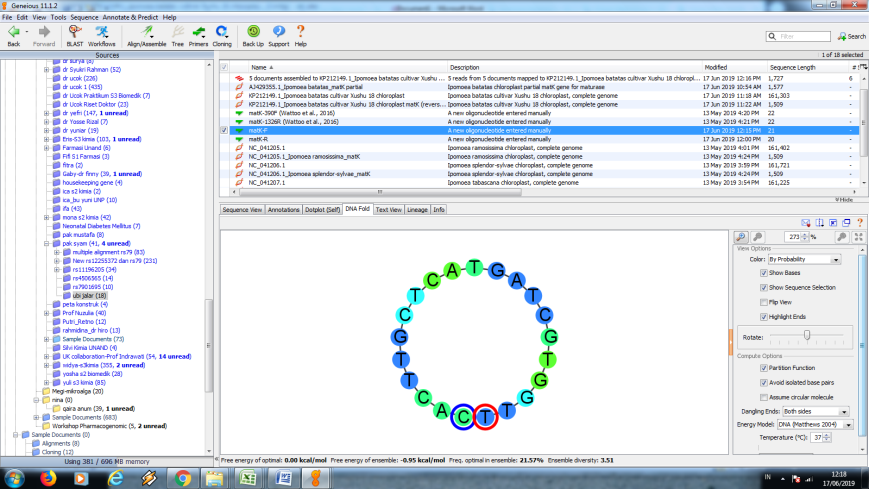 Geneious 11.1.2
File Edit View Tools Sequence Annotate & Predict Help
Back Forward BLAST Workflows Align/Assemble Tree Primers Cloning Back Up Support Help
Filter Search
Sources
1 of 18 selected
dr surya (8)
dr Syukri Rahman (52)
dr ucok (226)
dr ucok 1 (435)
dr Ucok Praktikum S3 Biomedik (7)
dr Ucok Riset Doktor (23)
dr yefri (147, 1 unread)
dr Yosse Rizal (7)
dr yuniar (19)
Eris-S3 kimia (103, 1 unread)
Farmasi Unand (6)
Fifi S1 Farmasi (3)
fitra (2)
Gaby-dr finny (39, 1 unread)
housekeeping gene (4)
ica s2 kimia (2)
ica_bu yuni UNP (10)
ifa (43)
mona s2 kimia (42)
Neonatal Diabetes Mellitus (7)
pak mustafa (8)
pak syam (41, 4 unread)
multiple alignment rs79 (83)
New rs12255372 dan rs79 (231)
rs11196205 (34)
rs4506565 (14)
rs7901695 (10)
ubi jalar (18)
peta konstruk (4)
Prof Nuzulia (40)
Putri_Retno (12)
rahmidina_dr hiro (13)
Sample Documents (73)
Silvi Kimia UNAND (4)
UK collaboration-Prof Indrawati (54, 14 unread)
widya-s3kimia (355, 2 unread)
yosha s2 biomedik (28)
yuli s3 kimia (85)
Megi-mikroalga (20)
nina (0)
qaira anum (39, 1 unread)
Sample Documents (683)
Workshop Pharmacogenomic (5, 2 unread)
Sample Documents (0)
Alignments (8)
Cloning (12)
Using 381 / 696 MB memory
Name Description Modified Sequence Length #
5 documents assembled to KP212149.1_Ipomoea batatas cultivar Xushu ... 5 reads from 5 documents mapped to KP212149.1_Ipomoea batatas cultivar Xushu 18 chloropl... 17 Jun 2019 12:16 PM 1,727 6
AJ429355.1_Ipomoea batatas_matK partial Ipomoea batatas chloroplast partial matK gene for maturase 17 Jun 2019 10:54 AM 1,577 -
KP212149.1_Ipomoea batatas cultivar Xushu 18 chloroplast Ipomoea batatas cultivar Xushu 18 chloroplast, complete genome 17 Jun 2019 11:18 AM 161,303 -
KP212149.1_Ipomoea batatas cultivar Xushu 18 chloroplast matK (revers... Ipomoea batatas cultivar Xushu 18 chloroplast, complete genome 17 Jun 2019 11:22 AM 1,509 -
matK-390F (Wattoo et al., 2016) A new oligonucleotide entered manually 13 May 2019 4:20 PM 22 -
matK-1326R (Wattoo et al., 2016) A new oligonucleotide entered manually 13 May 2019 4:21 PM 22 -
matK-F A new oligonucleotide entered manually 17 Jun 2019 12:15 PM 21 -
matK-R A new oligonucleotide entered manually 17 Jun 2019 12:00 PM 20 -
NC_041205.1 Ipomoea ramosissima chloroplast, complete genome 13 May 2019 4:01 PM 161,402 -
NC_041205.1_Ipomoea ramosissima_matK Ipomoea ramosissima chloroplast, complete genome 13 May 2019 4:24 PM 1,509 -
NC_041206.1 Ipomoea splendor-sylvae chloroplast, complete genome 13 May 2019 3:59 PM 161,721 -
NC_041206.1_Ipomoea splendor-sylvae_matK Ipomoea splendor-sylvae chloroplast, complete genome 13 May 2019 4:24 PM 1,509 -
NC_041207.1 Ipomoea tabascana chloroplast, complete genome 13 May 2019 3:54 PM 161,225 -
Hide
Sequence View Annotations Dotplot (Self) DNA Fold Text View Lineage Info
T C A T G A T C G T G G T T C A C T T G C
273 %
View Options
Color: By Probability
Show Bases
Show Sequence Selection
Flip View
Highlight Ends
Rotate:
Compute Options
Partition Function
Avoid isolated base pairs
Assume circular molecule
Dangling Ends: Both sides
Energy Model: DNA (Matthews 2004)
Temperature (°C): 37
Free energy of optimal: 0.00 kcal/mol Free energy of ensemble: -0.95 kcal/mol Freq. optimal in ensemble: 21.57% Ensemble diversity: 3.51
IN 12:18
17/06/2019